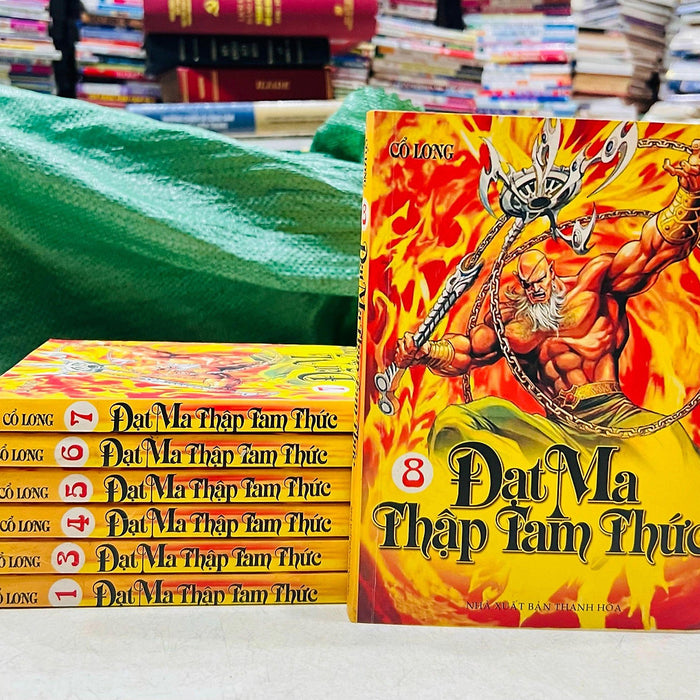 CỔ LONG
8
Đạt Ma
Thập Tam Thức
NHÀ XUẤT BẢN THANH HÓA
8 Đạt Ma
CỔ LONG 7 Đạt Ma Thập Tam Thức
CỔ LONG 6 Đạt Ma Thập Tam Thức
CỔ LONG 5 Đạt Ma Thập Tam Thức
CỔ LONG 4 Đạt Ma Thập Tam Thức
CỔ LONG 3 Đạt Ma Thập Tam Thức
CỔ LONG 1 Đạt Ma Thập Tam Thức